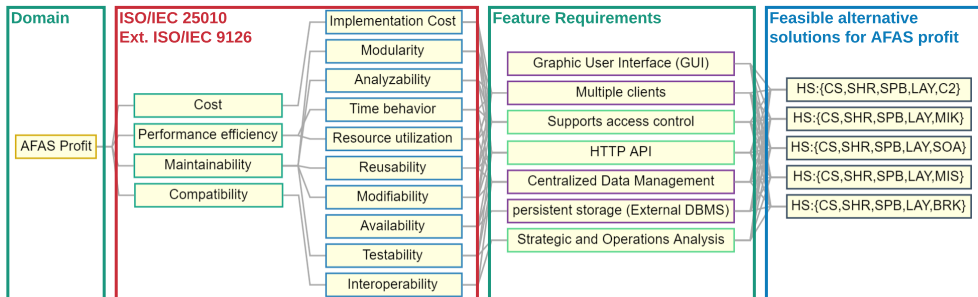 Domain
ISO/IEC 25010
Ext. ISO/IEC 9126
Feature Requirements
Feasible alternative
solutions for AFAS profit
AFAS Profit
Cost
Performance efficiency
Maintainability
Compatibility
Implementation Cost
Modularity
Analyzability
Time behavior
Resource utilization
Reusability
Modifiability
Availability
Testability
Interoperability
Graphic User Interface (GUI)
Multiple clients
Supports access control
HTTP API
Centralized Data Management
persistent storage (External DBMS)
Strategic and Operations Analysis
HS:{CS,SHR,SPB,LAY,C2}
HS:{CS,SHR,SPB,LAY,MIK}
HS:{CS,SHR,SPB,LAY,SOA}
HS:{CS,SHR,SPB,LAY,MIS}
HS:{CS,SHR,SPB,LAY,BRK}